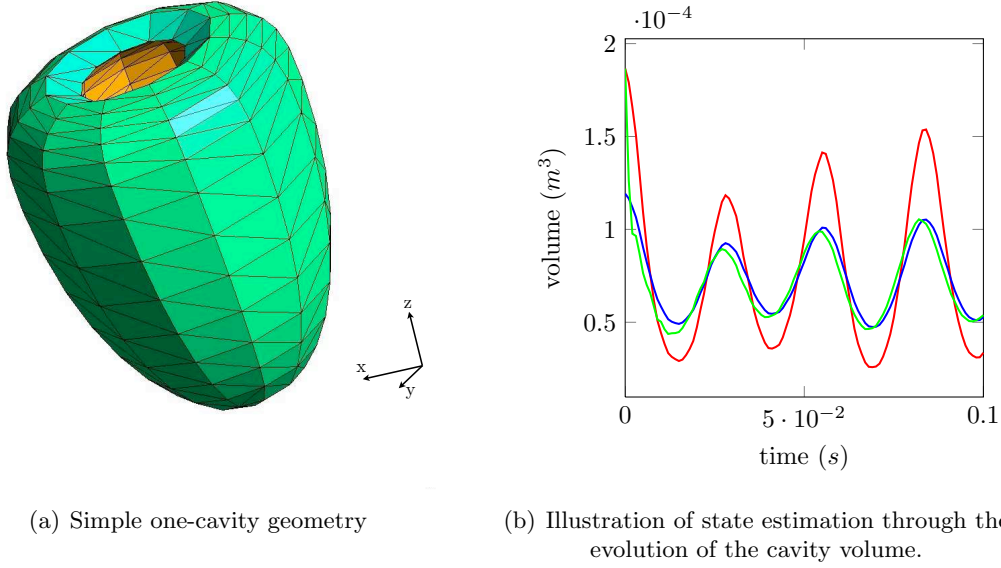 ·10⁻⁴
2
1.5
1
0.5
volume (m³)
0
5 · 10⁻²
0.1
time (s)
z
x
y
(a) Simple one-cavity geometry
(b) Illustration of state estimation through the
evolution of the cavity volume.